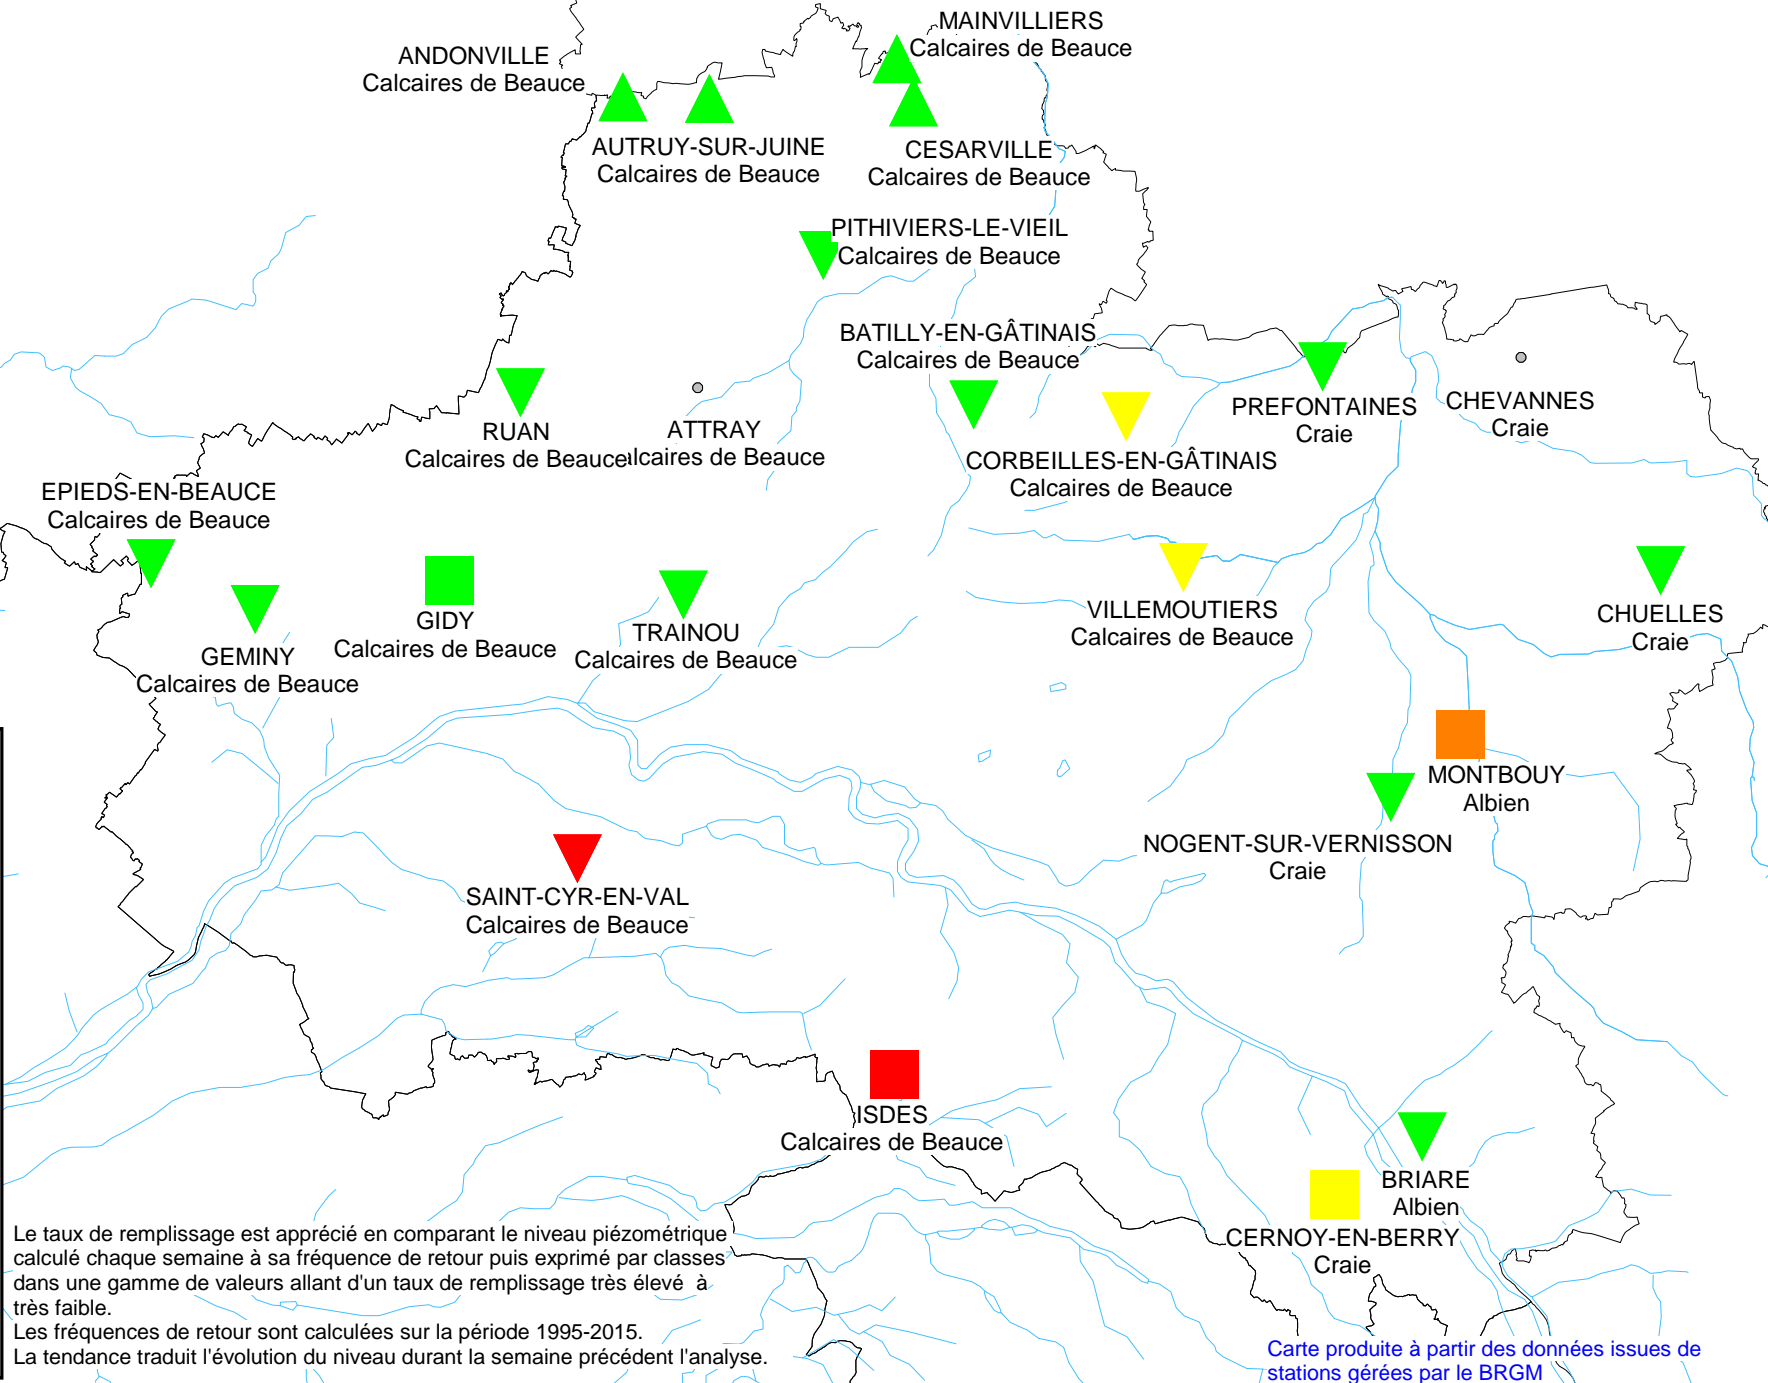 MAINVILLIERS
Calcaires de Beauce
ANDONVILLE
Calcaires de Beauce
AUTRUY-SUR-JUINE
Calcaires de Beauce
CESARVILLE
Calcaires de Beauce
PITHIVIERS-LE-VIEIL
Calcaires de Beauce
BATILLY-EN-GÂTINAIS
Calcaires de Beauce
PREFONTAINES
Craie
CHEVANNES
Craie
RUAN
Calcaires de Beauce
ATTRAY
lcaires de Beauce
CORBEILLES-EN-GÂTINAIS
Calcaires de Beauce
EPIEDS-EN-BEAUCE
Calcaires de Beauce
GIDY
Calcaires de Beauce
TRAINOU
Calcaires de Beauce
VILLEMOUTIERS
Calcaires de Beauce
CHUELLES
Craie
GEMINY
Calcaires de Beauce
MONTBOUY
Albien
NOGENT-SUR-VERNISSON
Craie
SAINT-CYR-EN-VAL
Calcaires de Beauce
ISDES
Calcaires de Beauce
BRIARE
Albien
CERNOY-EN-BERRY
Craie
Le taux de remplissage est apprécié en comparant le niveau piézométrique
calculé chaque semaine à sa fréquence de retour puis exprimé par classes
dans une gamme de valeurs allant d'un taux de remplissage très élevé à
très faible.
Les fréquences de retour sont calculées sur la période 1995-2015.
La tendance traduit l'évolution du niveau durant la semaine précédent l'analyse.
Carte produite à partir des données issues de
stations gérées par le BRGM